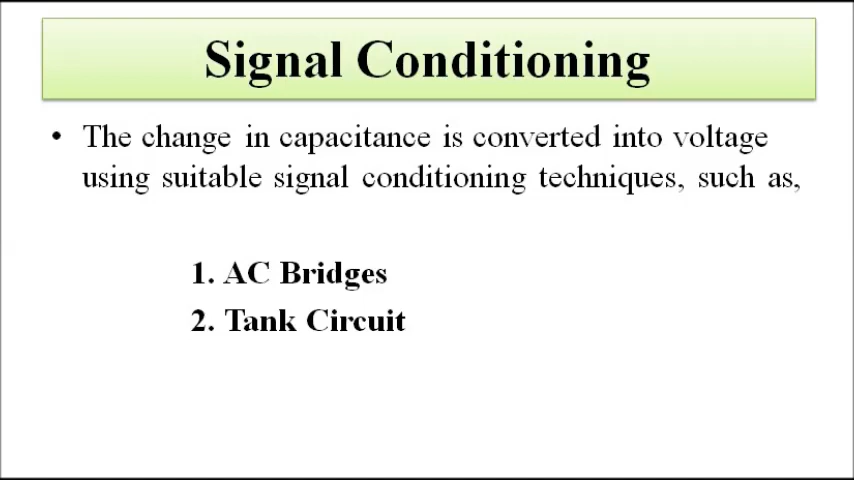 Signal Conditioning
• The change in capacitance is converted into voltage
using suitable signal conditioning techniques, such as,
1. AC Bridges
2. Tank Circuit